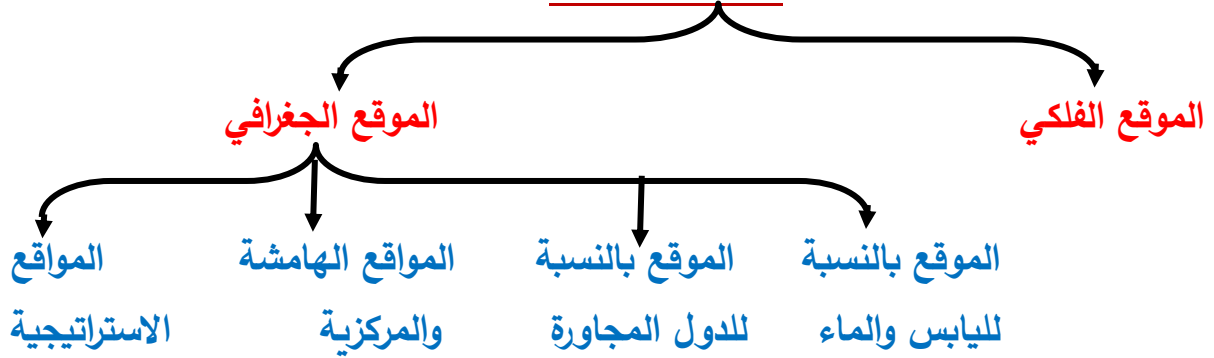 الموقع الفلكي
الموقع الجغرافي
الموقع بالنسبة
لليابس والماء
الموقع بالنسبة
للدول المجاورة
المواقع الهامشة
والمركزية
المواقع
الاستراتيجية